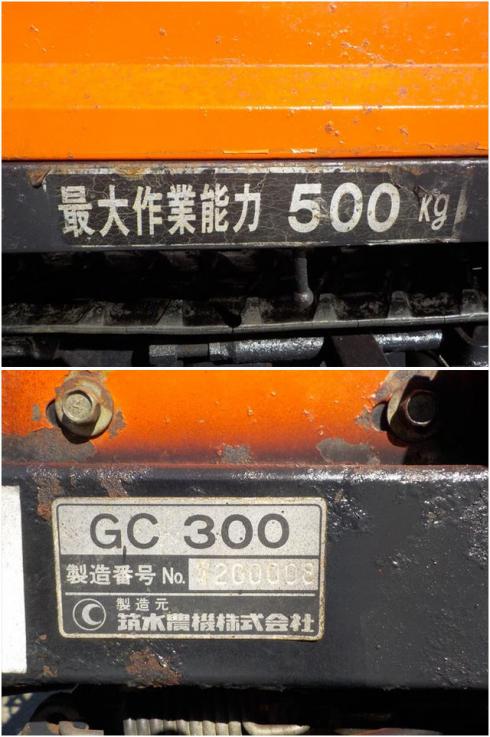 最大作業能力 500 kg
GC 300
製造番号 No.
製造元
筑水農機株式会社